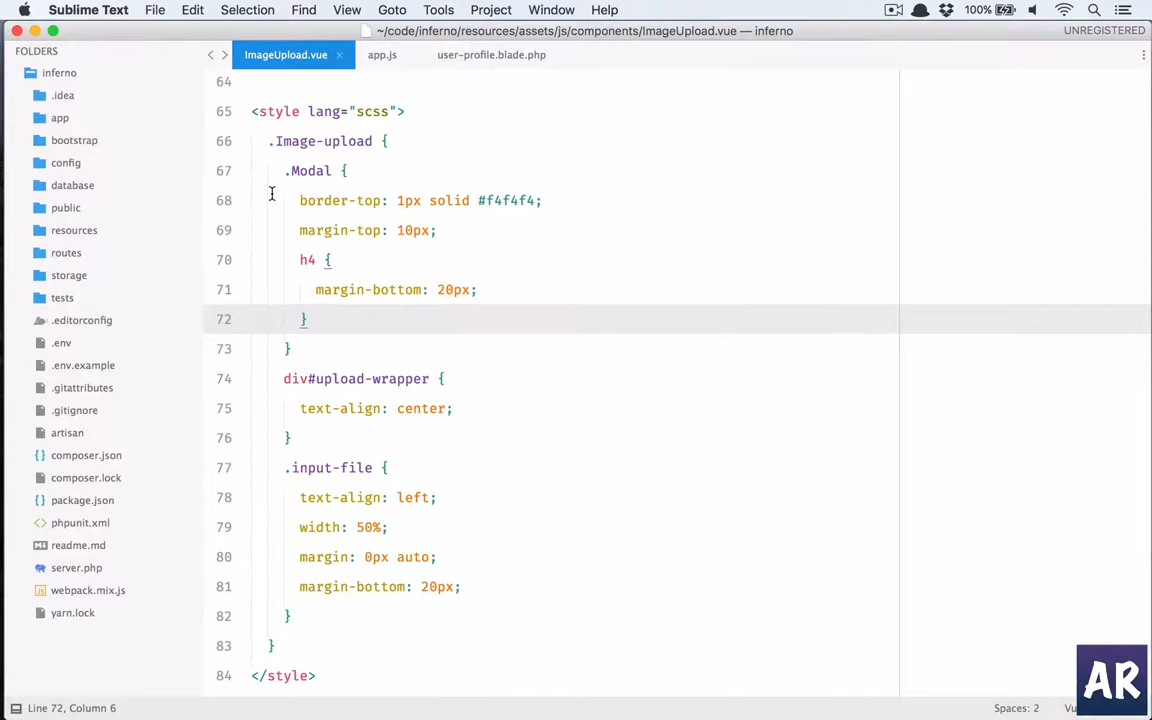 Sublime Text File Edit Selection Find View Goto Tools Project Window Help 100%
~/code/inferno/resources/assets/js/components/ImageUpload.vue — inferno UNREGISTERED
FOLDERS
ImageUpload.vue × app.js user-profile.blade.php
inferno
.idea
app
bootstrap
config
database
public
resources
routes
storage
tests
.editorconfig
.env
.env.example
.gitattributes
.gitignore
artisan
composer.json
composer.lock
package.json
phpunit.xml
readme.md
server.php
webpack.mix.js
yarn.lock
64
65 <style lang="scss">
66 .Image-upload {
67 .Modal {
68 border-top: 1px solid #f4f4f4;
69 margin-top: 10px;
70 h4 {
71 margin-bottom: 20px;
72 }
73 }
74 div#upload-wrapper {
75 text-align: center;
76 }
77 .input-file {
78 text-align: left;
79 width: 50%;
80 margin: 0px auto;
81 margin-bottom: 20px;
82 }
83 }
84 </style>
AR
Line 72, Column 6 Spaces: 2